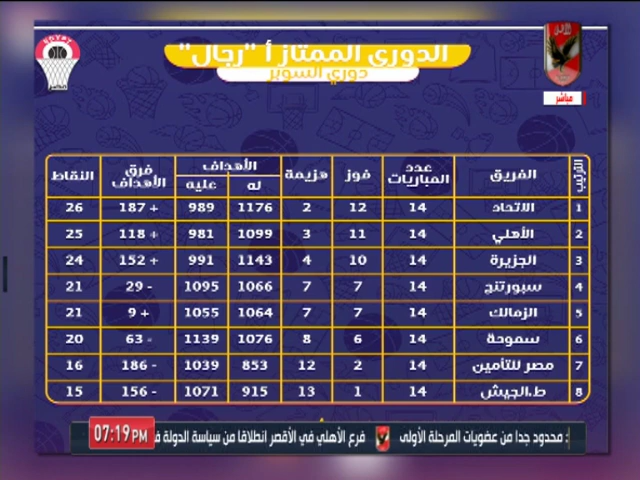 الدورى الممتاز أ "رجال"
دوري السوبر
مباشر
الترتيب الفريق عدد المباريات فوز هزيمة الأهداف له عليه فرق الأهداف النقاط
1 الاتحاد 14 12 2 1176 989 + 187 26
2 الأهلي 14 11 3 1099 981 + 118 25
3 الجزيرة 14 10 4 1143 991 + 152 24
4 سبورتنج 14 7 7 1066 1095 - 29 21
5 الزمالك 14 7 7 1064 1055 + 9 21
6 سموحة 14 6 8 1076 1139 - 63 20
7 مصر للتأمين 14 2 12 853 1039 - 186 16
8 ط.الجيش 14 1 13 915 1071 - 156 15
: محدود جدا من عضويات المرحلة الأولى فرع الأهلي في الأقصر انطلاقا من سياسة الدولة ف
07:19 PM